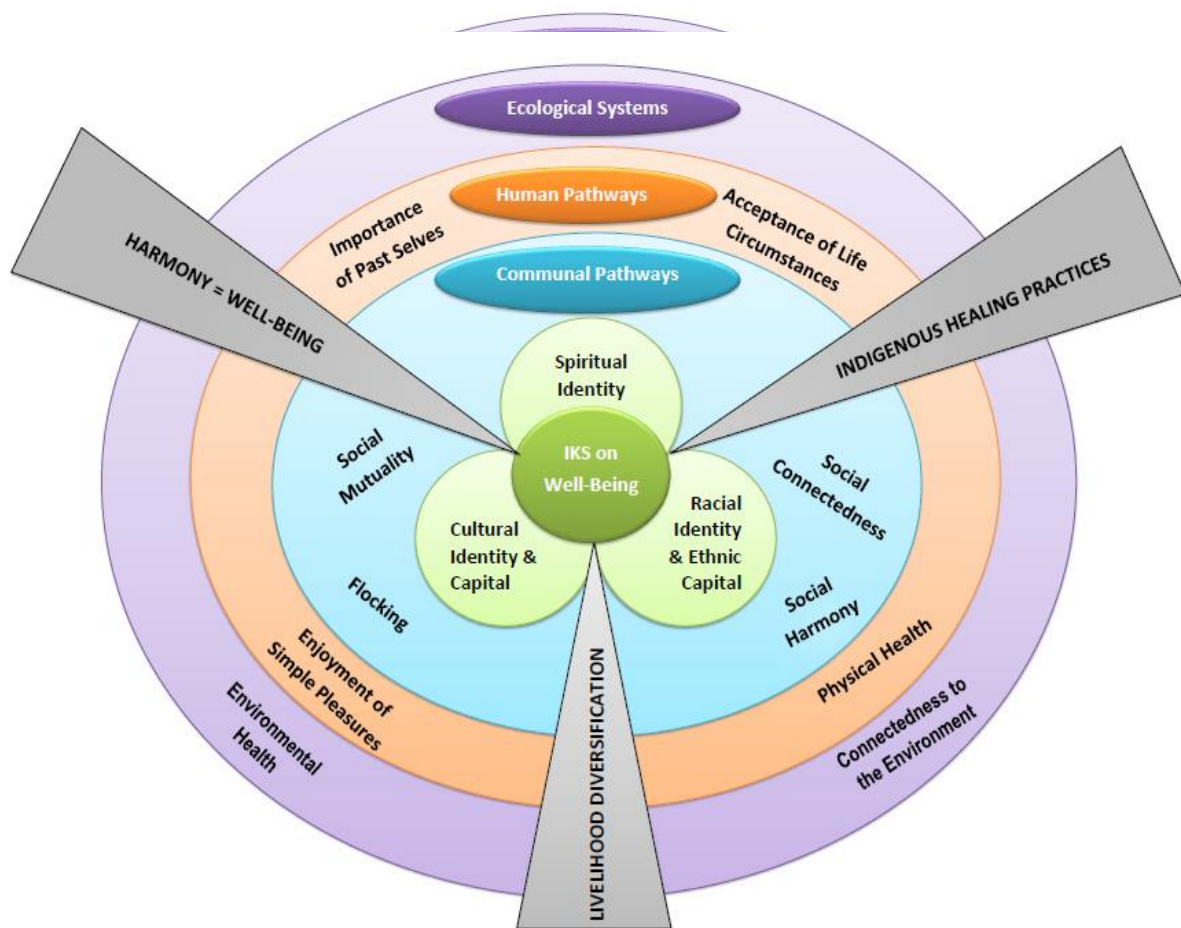 Ecological Systems
Human Pathways
Importance
of Past Selves
Acceptance of Life
Circumstances
Communal Pathways
HARMONY = WELL-BEING
INDIGENOUS HEALING PRACTICES
Spiritual
Identity
IKS on
Well-Being
Social
Mutuality
Social
Connectedness
Cultural
Identity &
Capital
Racial
Identity
& Ethnic
Capital
Flocking
Social
Harmony
Enjoyment of
Simple Pleasures
Physical Health
Environmental
Health
Connectedness to
the Environment
LIVELIHOOD DIVERSIFICATION